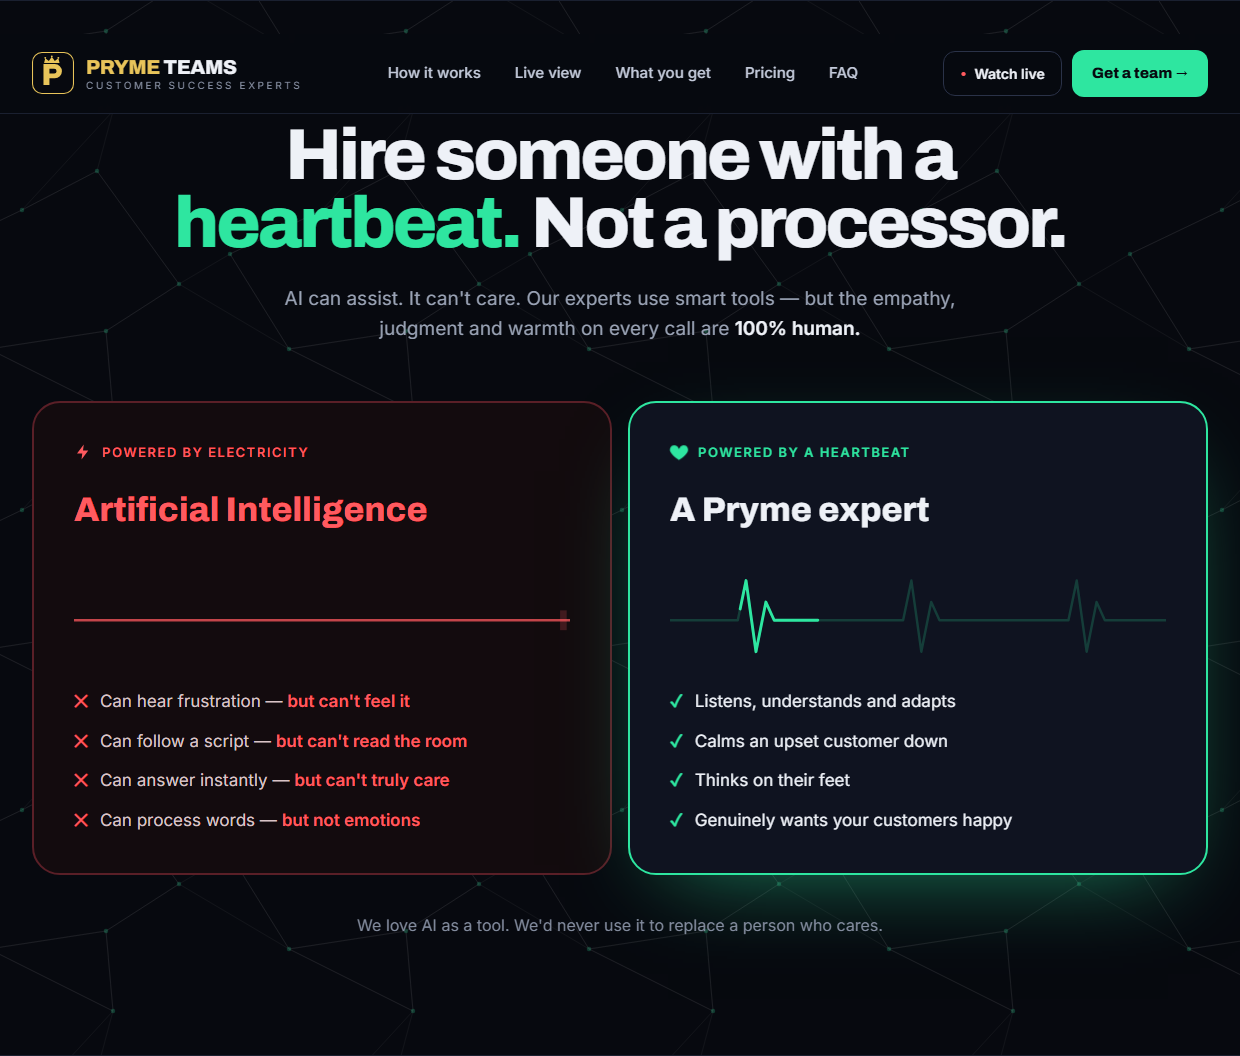 PRYME TEAMS
CUSTOMER SUCCESS EXPERTS
How it works
Live view
What you get
Pricing
FAQ
• Watch live
Get a team →
Hire someone with a
heartbeat. Not a processor.
AI can assist. It can't care. Our experts use smart tools — but the empathy,
judgment and warmth on every call are 100% human.
POWERED BY ELECTRICITY
Artificial Intelligence
✕ Can hear frustration — but can't feel it
✕ Can follow a script — but can't read the room
✕ Can answer instantly — but can't truly care
✕ Can process words — but not emotions
POWERED BY A HEARTBEAT
A Pryme expert
✓ Listens, understands and adapts
✓ Calms an upset customer down
✓ Thinks on their feet
✓ Genuinely wants your customers happy
We love AI as a tool. We'd never use it to replace a person who cares.